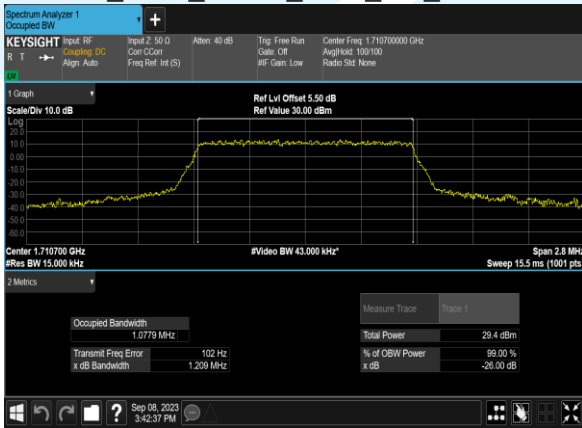 Spectrum Analyzer 1
Occupied BW
KEYSIGHT Input: RF Input Z: 50 Ω Atten: 40 dB Trig: Free Run Center Freq: 1.710700000 GHz
R T Coupling: DC Corr CCorr Gate: Off Avg|Hold: 100/100
Align: Auto Freq Ref: Int (S) #IF Gain: Low Radio Std: None
1 Graph
Ref Lvl Offset 5.50 dB
Scale/Div 10.0 dB Ref Value 30.00 dBm
Log
20.0
10.0
0.00
-10.0
-20.0
-30.0
-40.0
-50.0
-60.0
Center 1.710700 GHz #Video BW 43.000 kHz* Span 2.8 MHz
#Res BW 15.000 kHz Sweep 15.5 ms (1001 pts
2 Metrics
Measure Trace Trace 1
Occupied Bandwidth
1.0779 MHz Total Power 29.4 dBm
Transmit Freq Error 102 Hz % of OBW Power 99.00 %
x dB Bandwidth 1.209 MHz x dB -26.00 dB
? Sep 08, 2023
3:42:37 PM